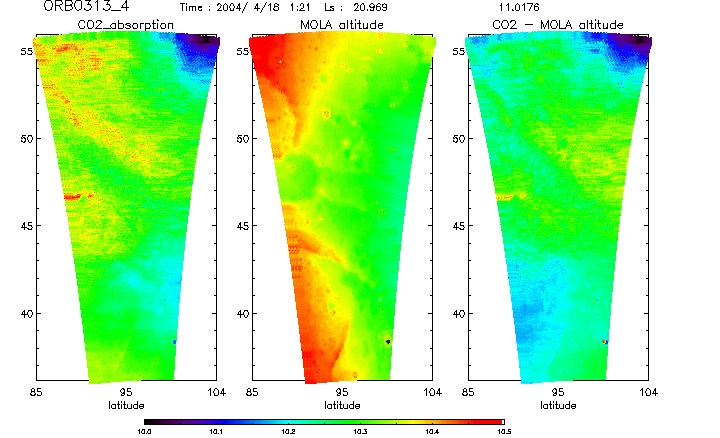 ORB0313_4 Time : 2004/ 4/18 1:21 Ls : 20.969 11.0176
CO2_absorption MOLA altitude CO2 - MOLA altitude
55 55 55
50 50 50
45 45 45
40 40 40
85 95 104 85 95 104 85 95 104
latitude latitude latitude
10.0 10.1 10.2 10.3 10.4 10.5